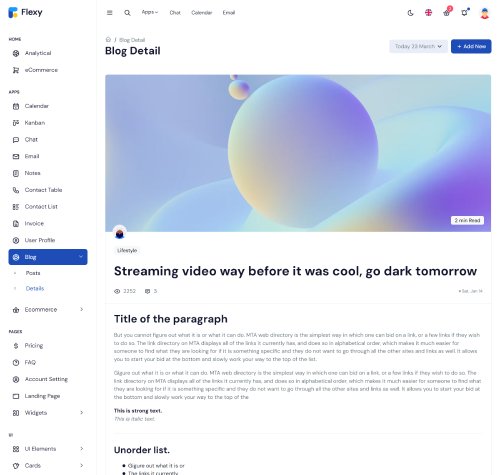 Flexy
Apps
Chat
Calendar
Email
HOME
Analytical
eCommerce
APPS
Calendar
Kanban
Chat
Email
Notes
Contact Table
Contact List
Invoice
User Profile
Blog
Posts
Details
Ecommerce
PAGES
Pricing
FAQ
Account Setting
Landing Page
Widgets
UI
UI Elements
Cards
/ Blog Detail
Blog Detail
Today 23 March
+ Add New
2 min Read
Lifestyle
Streaming video way before it was cool, go dark tomorrow
2252
3
Sat, Jan 14
Title of the paragraph
But you cannot figure out what it is or what it can do. MTA web directory is the simplest way in which one can bid on a link, or a few links if they wish
to do so. The link directory on MTA displays all of the links it currently has, and does so in alphabetical order, which makes it much easier for
someone to find what they are looking for if it is something specific and they do not want to go through all the other sites and links as well. It allows
you to start your bid at the bottom and slowly work your way to the top of the list.
Gigure out what it is or what it can do. MTA web directory is the simplest way in which one can bid on a link, or a few links if they wish to do so. The
link directory on MTA displays all of the links it currently has, and does so in alphabetical order, which makes it much easier for someone to find what
they are looking for if it is something specific and they do not want to go through all the other sites and links as well. It allows you to start your bid at
the bottom and slowly work your way to the top of the
This is strong text.
This is italic text.
Unorder list.
Gigure out what it is or
The links it currently